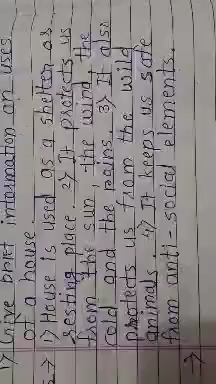 1) Give brief information on uses
of a house.
S.7 → 1) House is used as a shelter or
resting place. 2) It protects us
from the sun, the wind, the
cold and the rains. 3) It also
protects us from the wild
animals. 4) It keeps us safe
from anti-social elements.
→